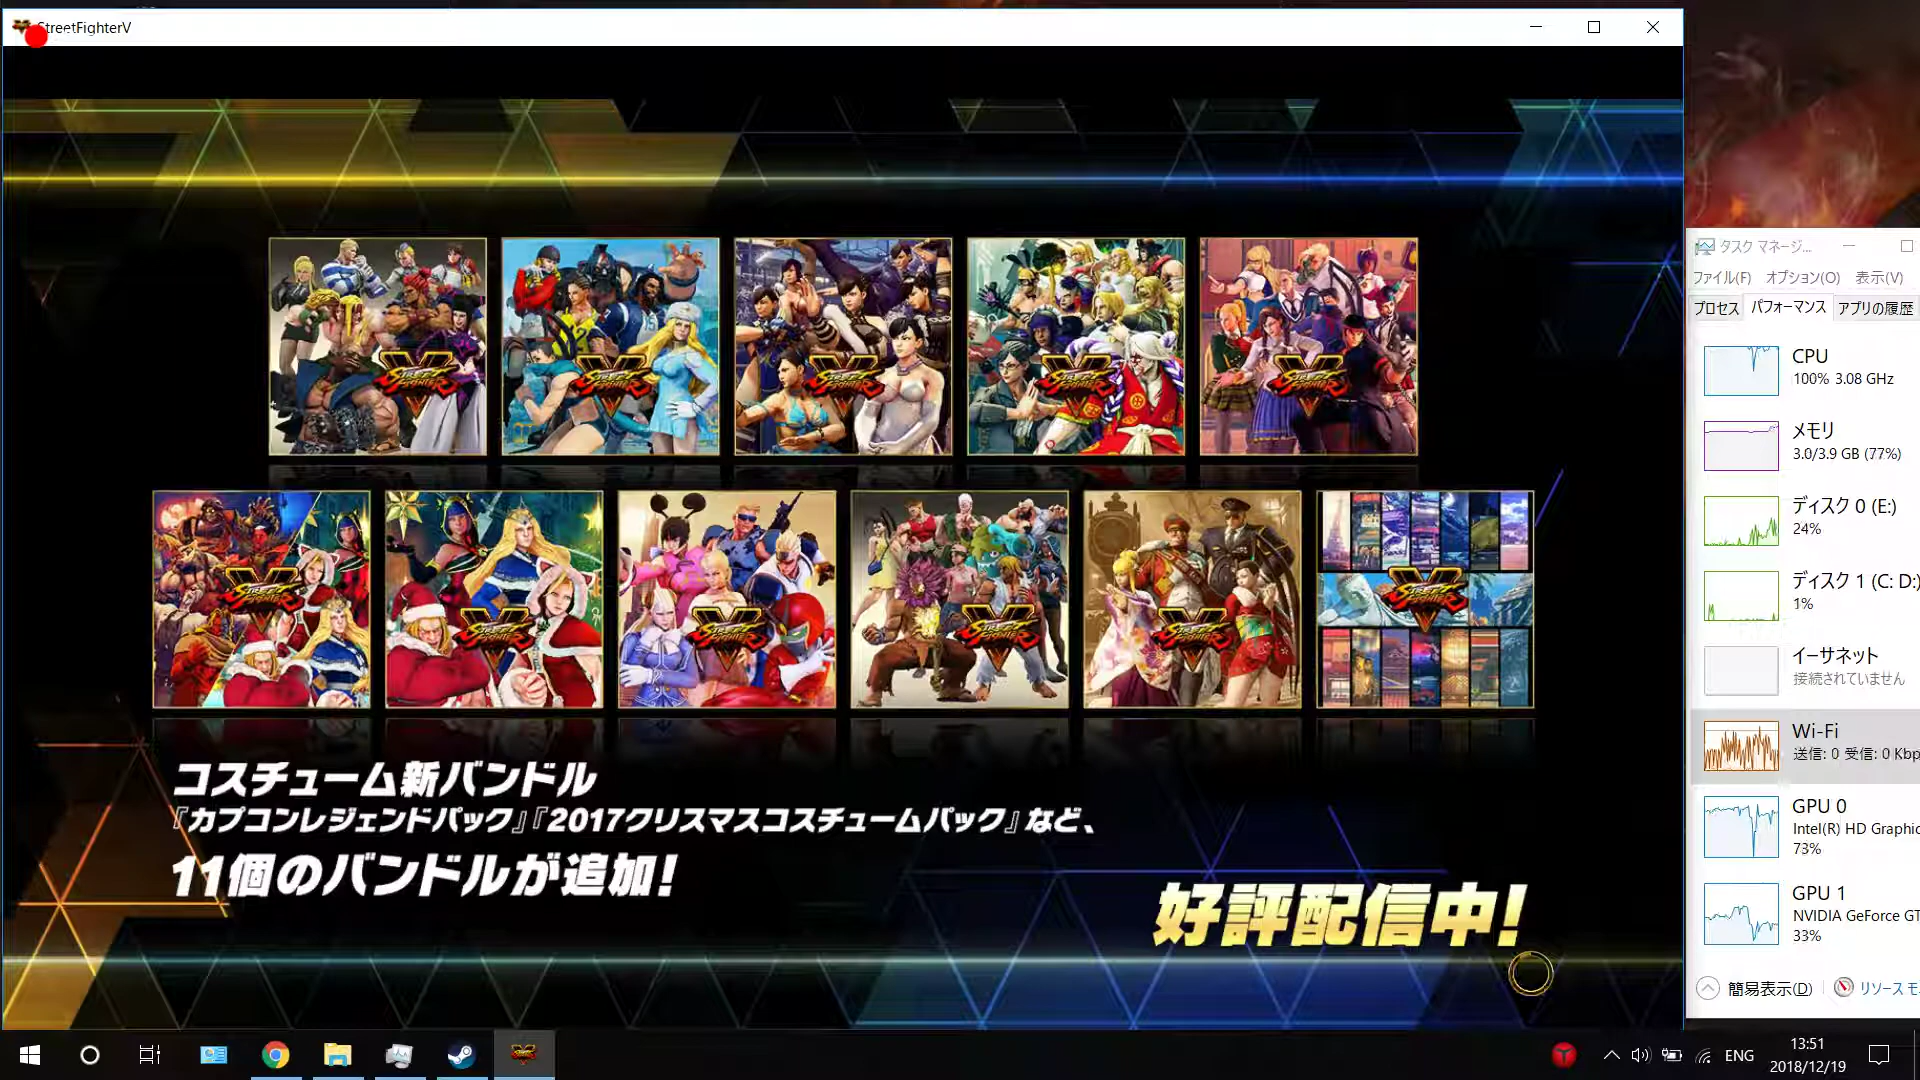 StreetFighterV
コスチューム新バンドル
『カプコンレジェンドパック』『2017クリスマスコスチュームパック』など、
11個のバンドルが追加!
好評配信中!
タスク マネージ...
ファイル(F) オプション(O) 表示(V)
プロセス パフォーマンス アプリの履歴
CPU
100% 3.08 GHz
メモリ
3.0/3.9 GB (77%)
ディスク 0 (E:)
24%
ディスク 1 (C: D:)
1%
イーサネット
接続されていません
Wi-Fi
送信: 0 受信: 0 Kbp
GPU 0
Intel(R) HD Graphic
73%
GPU 1
NVIDIA GeForce GT
33%
簡易表示(D) リソース モ
ENG
13:51
2018/12/19